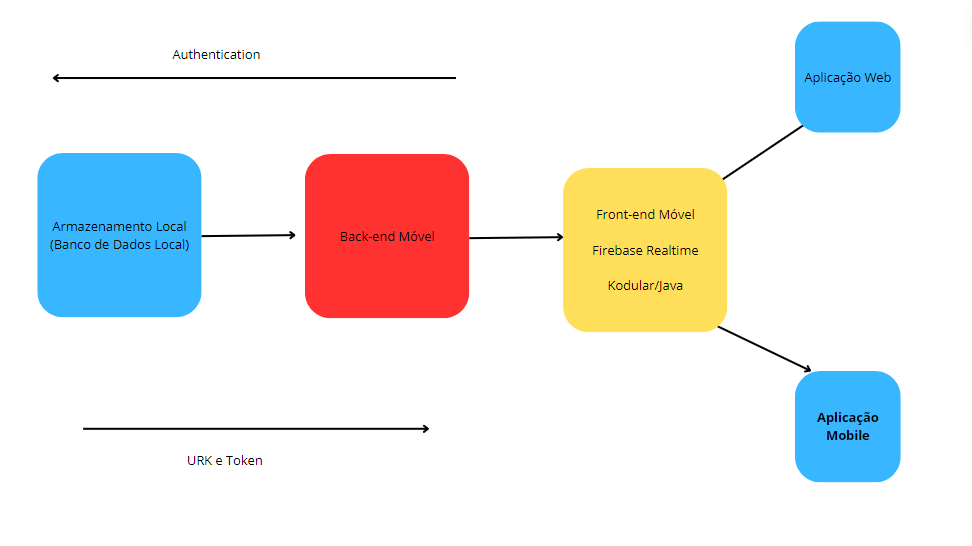 Authentication
Aplicação Web
Armazenamento Local
(Banco de Dados Local)
Back-end Móvel
Front-end Móvel
Firebase Realtime
Kodular/Java
Aplicação
Mobile
URK e Token